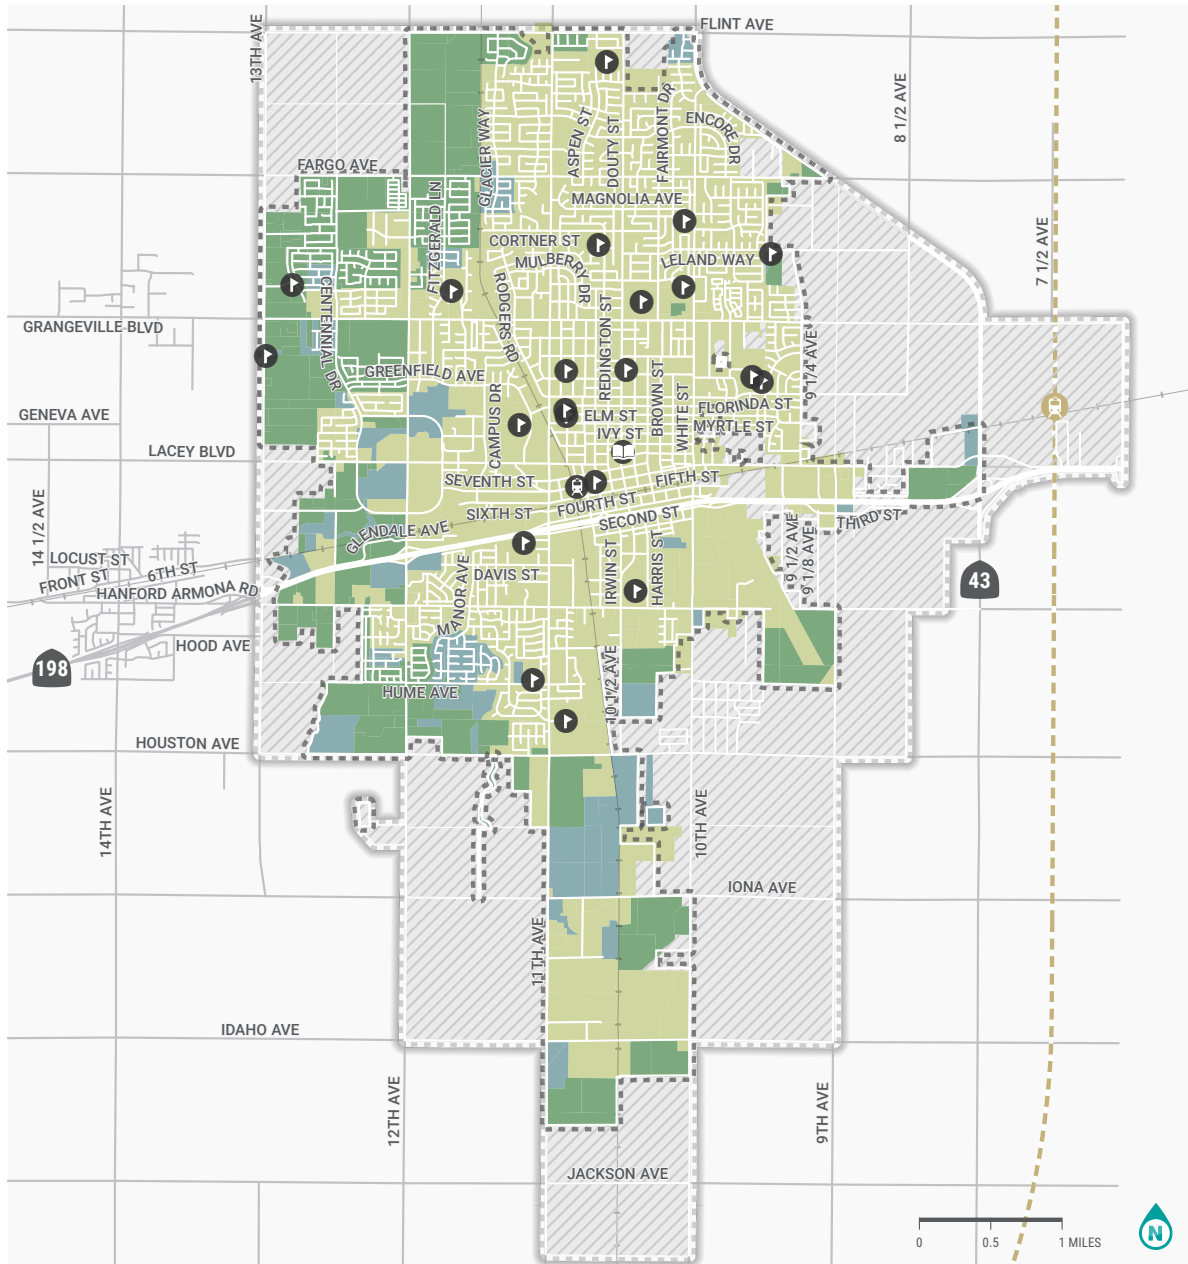 FLINT AVE
13TH AVE
8 1/2 AVE
FAIRMONT DR
ENCORE DR
ASPEN ST
DOUTY ST
GLACIER WAY
FARGO AVE
MAGNOLIA AVE
FITZGERALD LN
CORTNER ST
MULBERRY DR
LELAND WAY
7 1/2 AVE
CENTENNIAL DR
RODGERS RD
REDINGTON ST
GRANGEVILLE BLVD
9 1/4 AVE
GREENFIELD AVE
BROWN ST
WHITE ST
CAMPUS DR
GENEVA AVE
ELM ST
FLORINDA ST
IVY ST
MYRTLE ST
LACEY BLVD
SEVENTH ST
FIFTH ST
14 1/2 AVE
FOURTH ST
SIXTH ST
SECOND ST
THIRD ST
GLENDALE AVE
9 1/2 AVE
9 1/8 AVE
LOCUST ST
FRONT ST
6TH ST
DAVIS ST
IRWIN ST
HARRIS ST
43
HANFORD ARMONA RD
MANOR AVE
HOOD AVE
198
10 1/2 AVE
HUME AVE
HOUSTON AVE
14TH AVE
10TH AVE
IONA AVE
11TH AVE
IDAHO AVE
12TH AVE
9TH AVE
JACKSON AVE
N
0 0.5 1 MILES